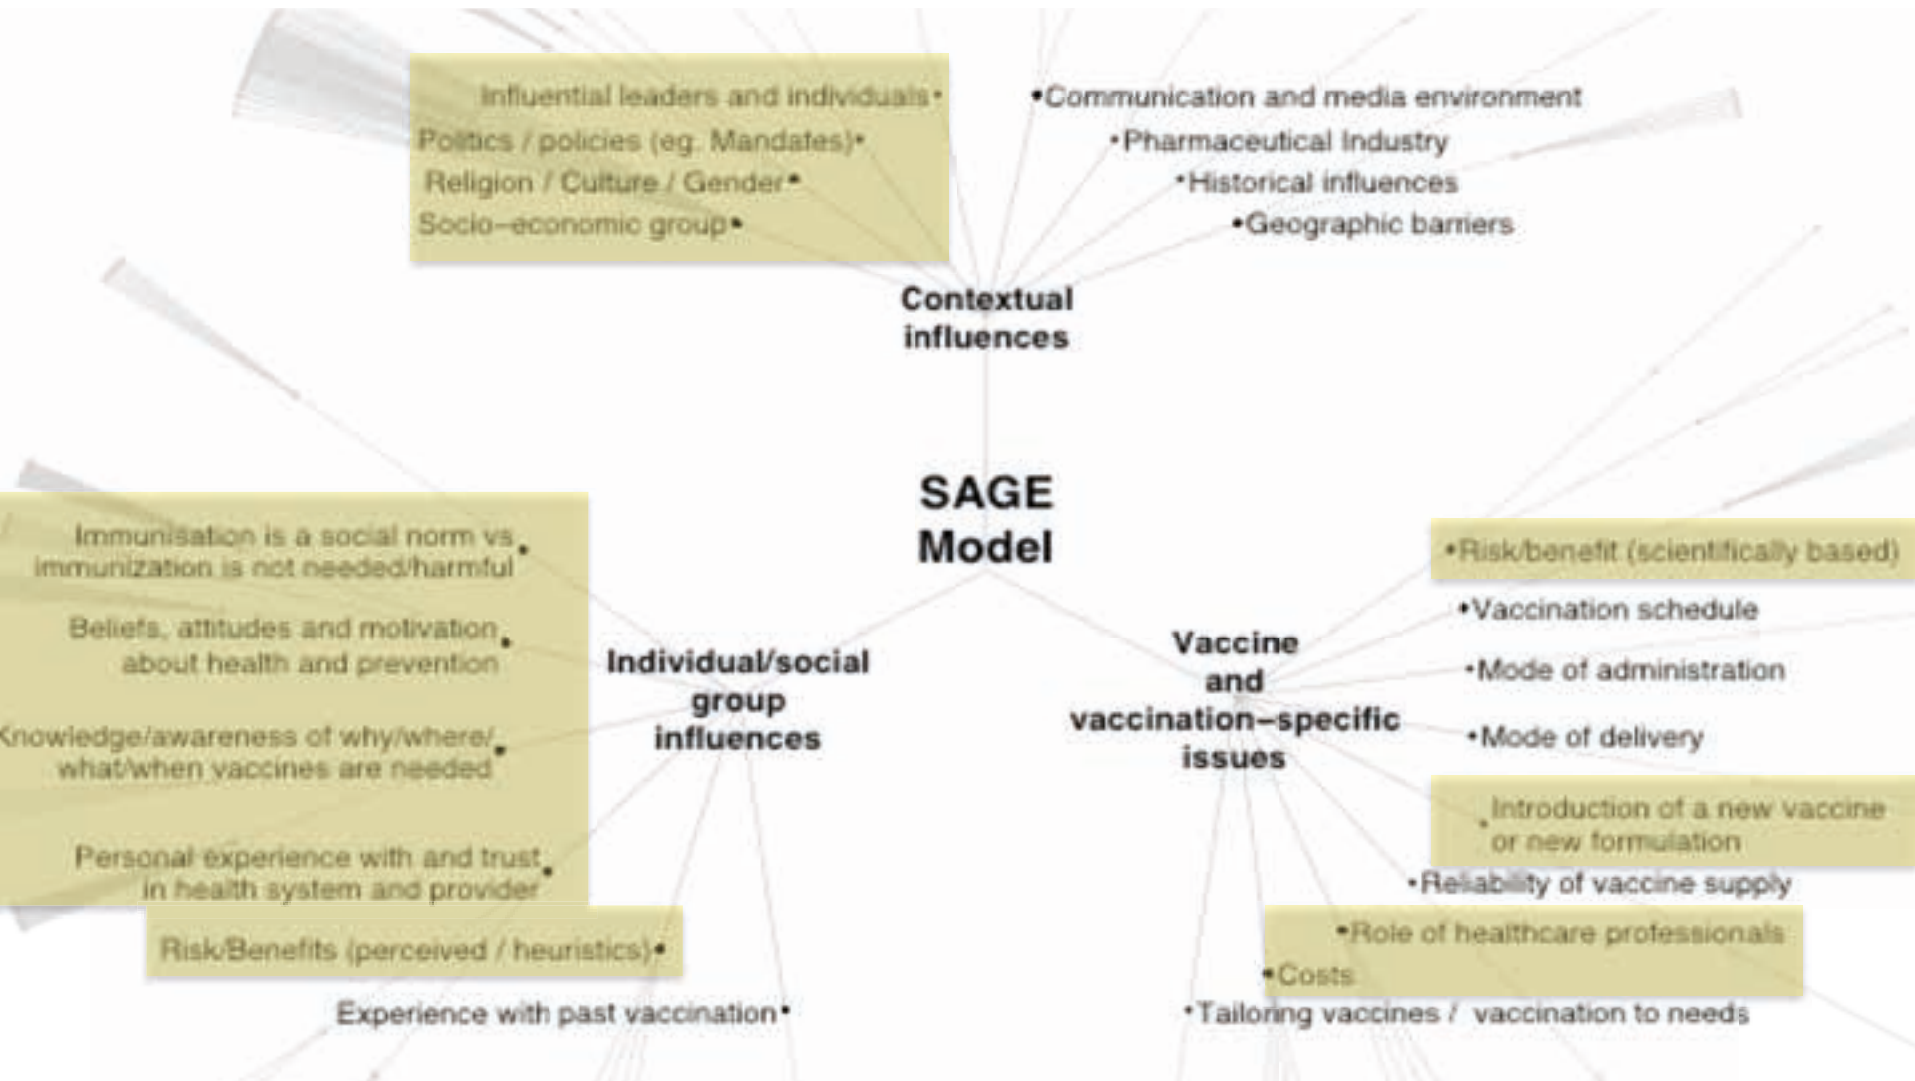 Influential leaders and individuals
Politics / policies (eg. Mandates)
Religion / Culture / Gender
Socio-economic group
Communication and media environment
Pharmaceutical Industry
Historical influences
Geographic barriers
Contextual
influences
SAGE
Model
Immunisation is a social norm vs
immunization is not needed/harmful
Beliefs, attitudes and motivation
about health and prevention
Knowledge/awareness of why/where/
what/when vaccines are needed
Personal experience with and trust
in health system and provider
Risk/Benefits (perceived / heuristics)
Experience with past vaccination
Individual/social
group
influences
Vaccine
and
vaccination-specific
issues
Risk/benefit (scientifically based)
Vaccination schedule
Mode of administration
Mode of delivery
Introduction of a new vaccine
or new formulation
Reliability of vaccine supply
Role of healthcare professionals
Costs
Tailoring vaccines / vaccination to needs